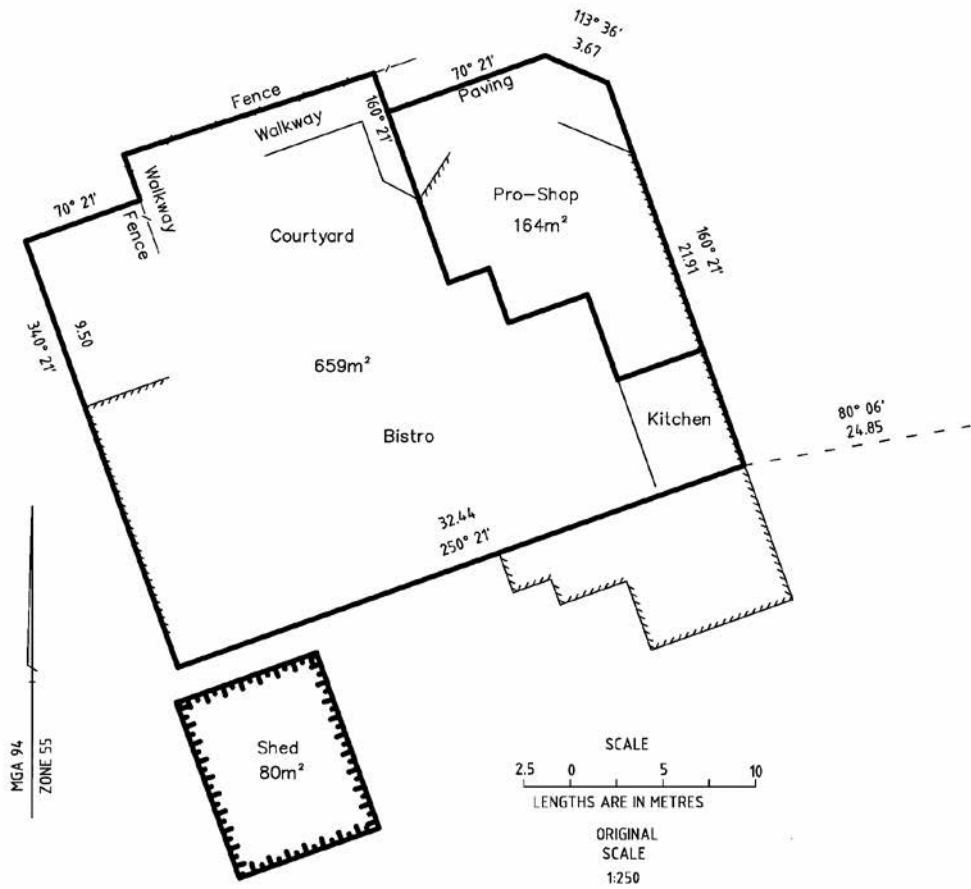 113° 36'
3.67
70° 21'
Paving
Fence
Walkway
160° 21'
70° 21'
Walkway
Fence
Courtyard
Pro-Shop
164m²
160° 21'
21.91
340° 21'
9.50
659m²
Bistro
Kitchen
80° 06'
24.85
32.44
250° 21'
MGA 94
ZONE 55
Shed
80m²
SCALE
2.5 0 5 10
LENGTHS ARE IN METRES
ORIGINAL
SCALE
1:250